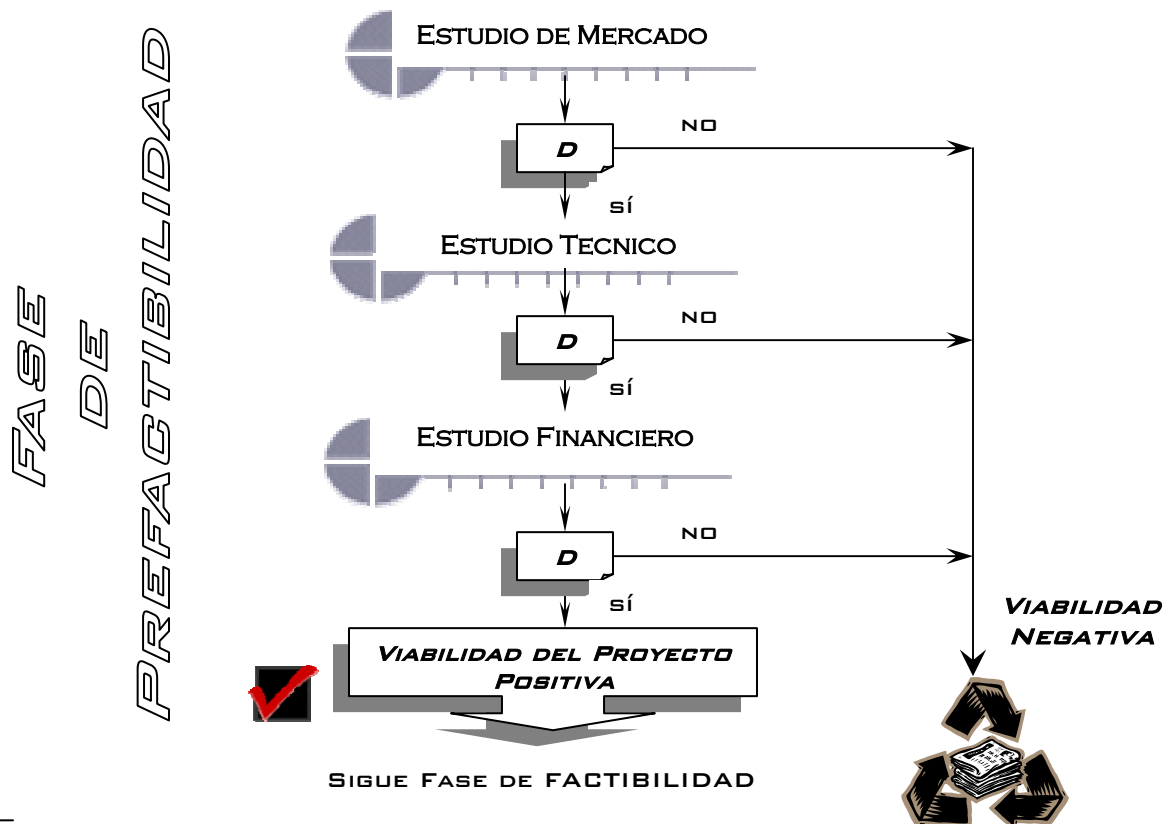 FASE
DE
PREFACTIBILIDAD
ESTUDIO DE MERCADO
NO
D
SÍ
ESTUDIO TECNICO
NO
D
SÍ
ESTUDIO FINANCIERO
NO
D
SÍ
VIABILIDAD
NEGATIVA
VIABILIDAD DEL PROYECTO
POSITIVA
SIGUE FASE DE FACTIBILIDAD